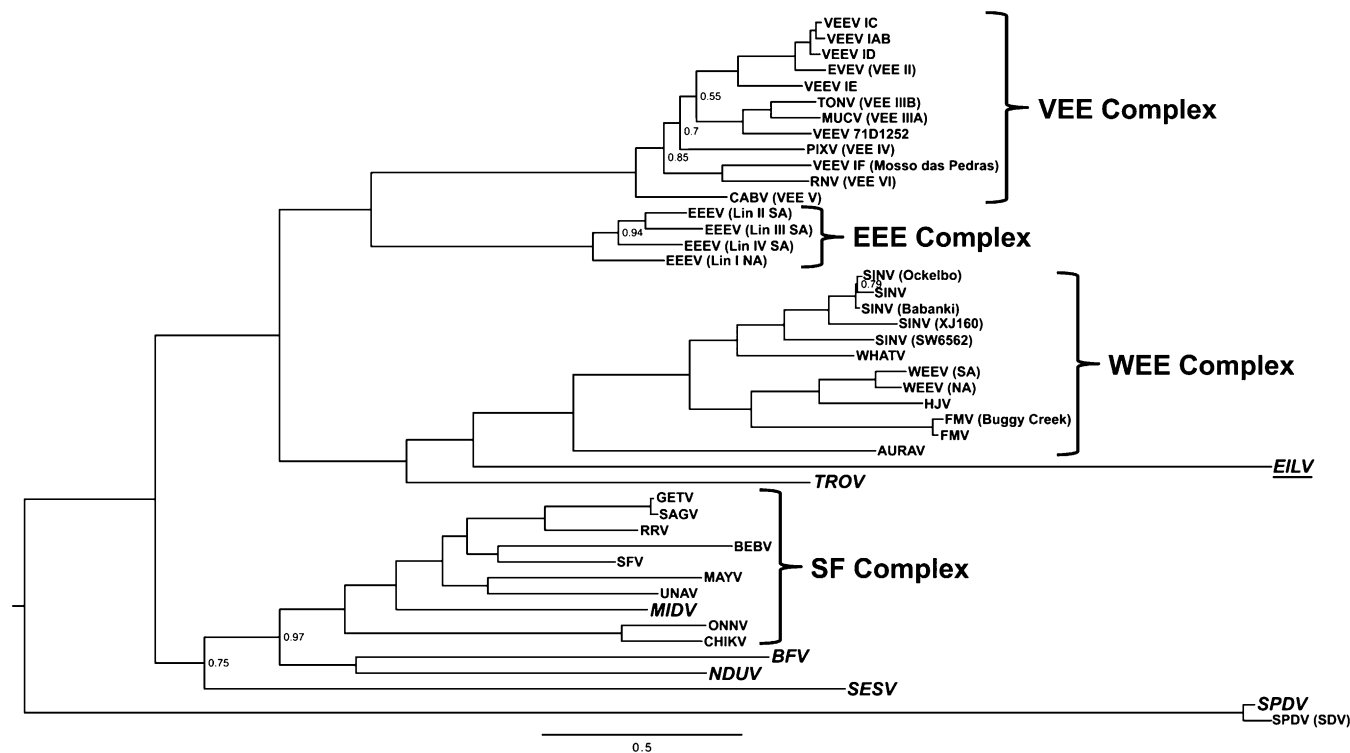 VEEV IC
VEEV IAB
VEEV ID
EVEV (VEE II)
VEEV IE
0.55
TONV (VEE IIIB)
VEE Complex
MUCV (VEE IIIA)
0.7
VEEV 71D1252
PIXV (VEE IV)
0.85
VEEV IF (Mosso das Pedras)
RNV (VEE VI)
CABV (VEE V)
EEEV (Lin II SA)
EEEV (Lin III SA)
0.94
EEE Complex
EEEV (Lin IV SA)
EEEV (Lin I NA)
SINV (Ockelbo)
0.79
SINV
SINV (Babanki)
SINV (XJ160)
SINV (SW6562)
WHATV
WEE Complex
WEEV (SA)
WEEV (NA)
HJV
FMV (Buggy Creek)
FMV
AURAV
EILV
TROV
GETV
SAGV
RRV
BEBV
SFV
SF Complex
MAYV
UNAV
MIDV
ONNV
0.97
CHIKV
BFV
0.75
NDUV
SESV
SPDV
SPDV (SDV)
0.5